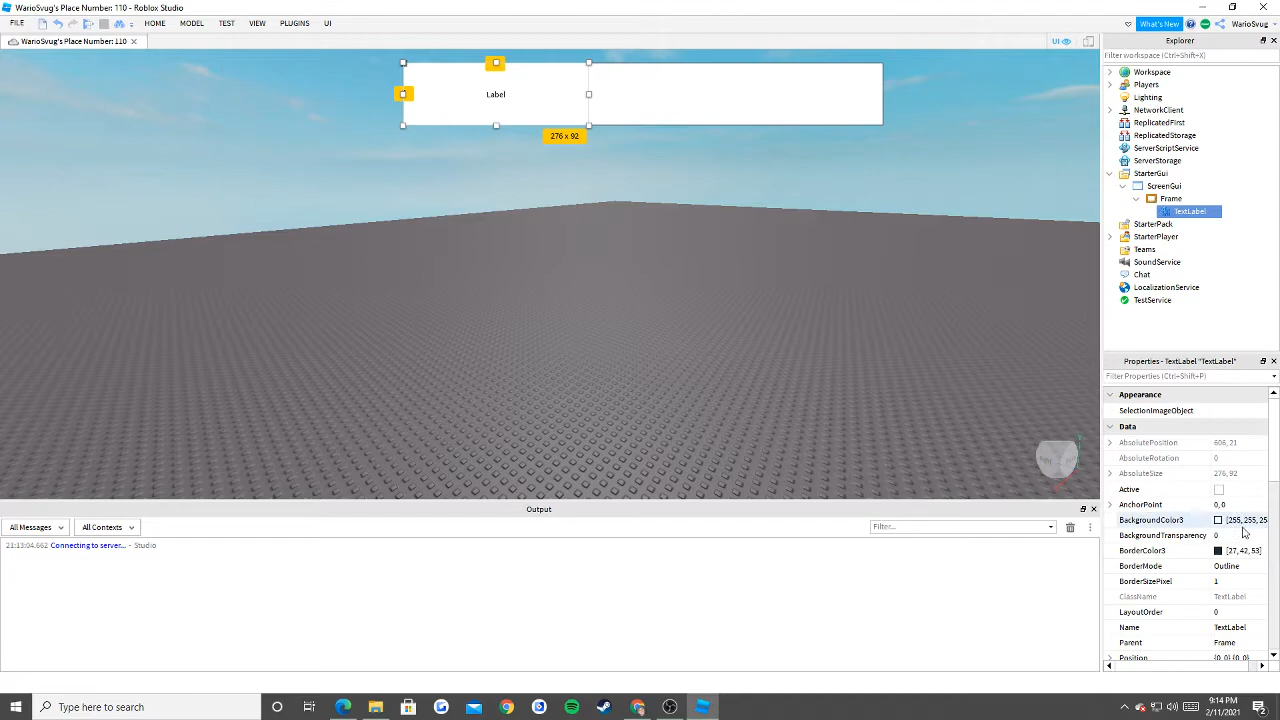 WarioSvug's Place Number: 110 - Roblox Studio
FILE HOME MODEL TEST VIEW PLUGINS UI What's New WarioSvug
WarioSvug's Place Number: 110 UI
Label
276 x 92
Explorer
Filter workspace (Ctrl+Shift+X)
Workspace
Players
Lighting
NetworkClient
ReplicatedFirst
ReplicatedStorage
ServerScriptService
ServerStorage
StarterGui
ScreenGui
Frame
TextLabel
StarterPack
StarterPlayer
Teams
SoundService
Chat
LocalizationService
TestService
Properties - TextLabel "TextLabel"
Filter Properties (Ctrl+Shift+P)
Appearance
SelectionImageObject
Data
AbsolutePosition 606, 21
AbsoluteRotation 0
AbsoluteSize 276, 92
Active
AnchorPoint 0, 0
BackgroundColor3 [255, 255, 25
BackgroundTransparency 0
BorderColor3 [27, 42, 53]
BorderMode Outline
BorderSizePixel 1
ClassName TextLabel
LayoutOrder 0
Name TextLabel
Parent Frame
Position {0, 0}, {0, 0}
Output
All Messages All Contexts Filter...
21:13:04.662 Connecting to server... - Studio
Type here to search
9:14 PM
2/11/2021